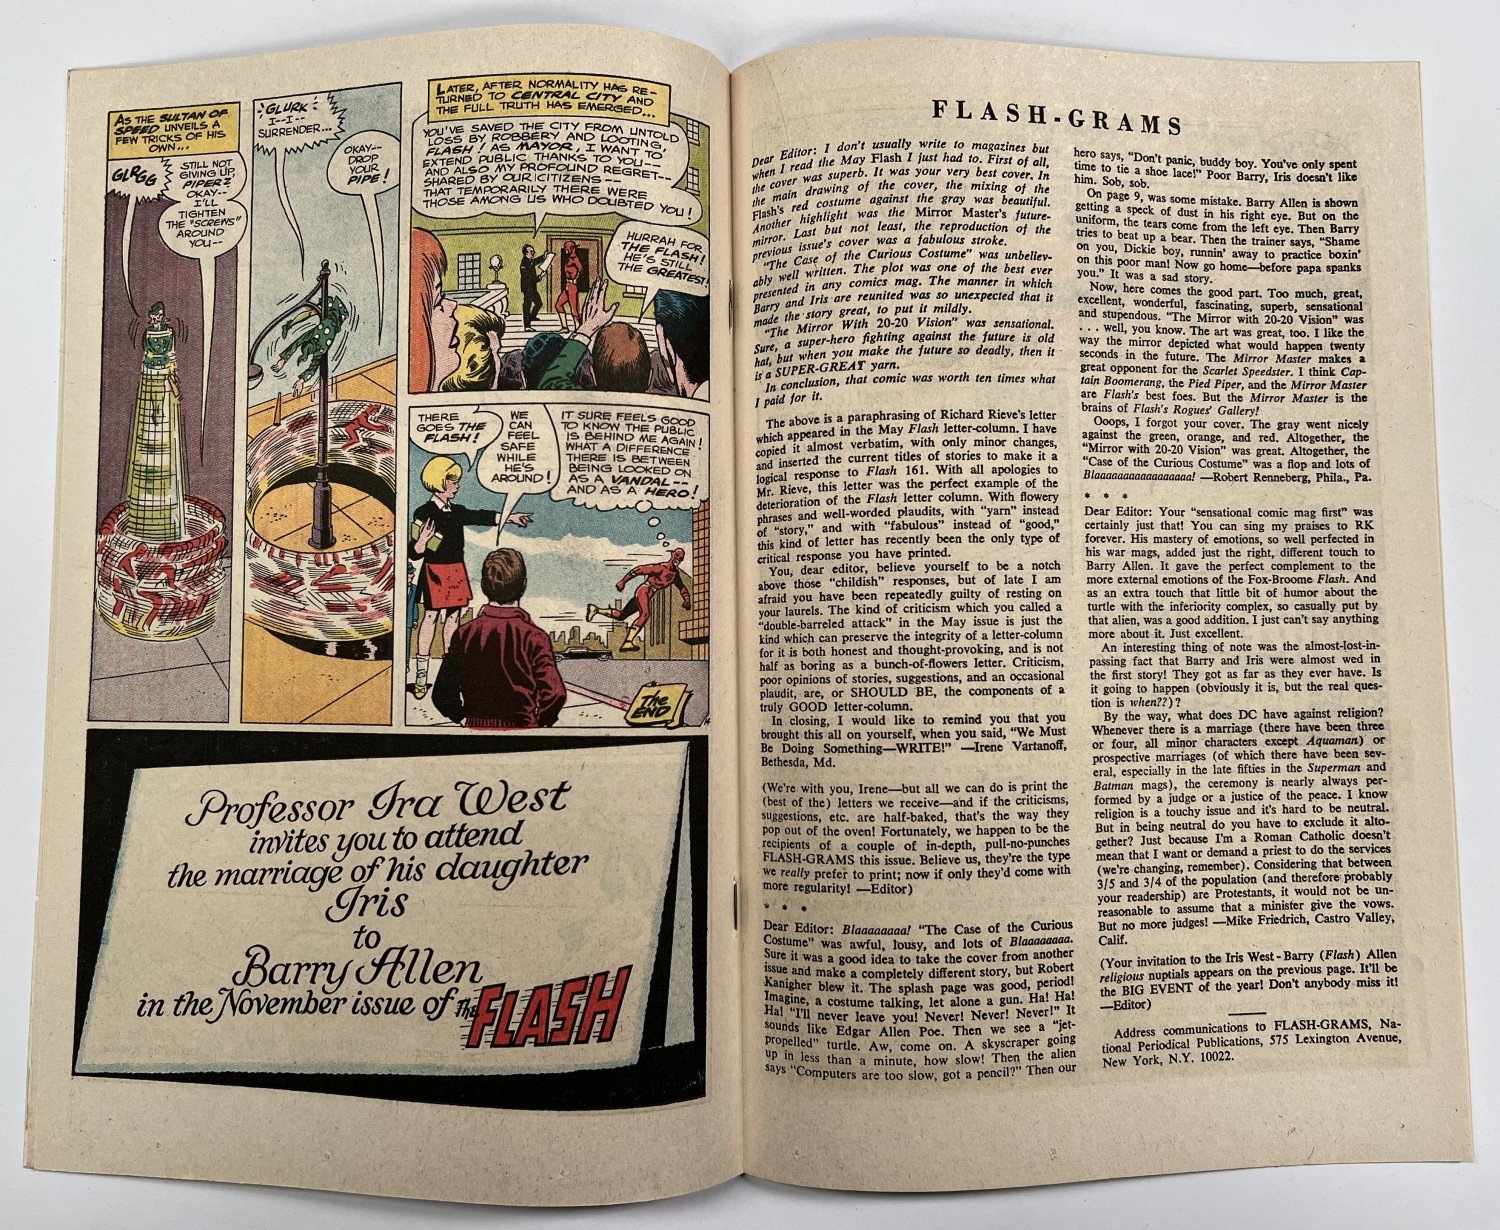 AS THE SULTAN OF
SPEED UNVEILS A
FEW TRICKS OF HIS
OWN...
GLRGG
STILL NOT
GIVING UP,
PIPER?
OKAY--
I'LL
TIGHTEN
THE "SCREWS"
AROUND
YOU--
GLURK!
I--I--
SURRENDER...
OKAY--
DROP
YOUR
PIPE!
LATER, AFTER NORMALITY HAS RE-
TURNED TO CENTRAL CITY AND
THE FULL TRUTH HAS EMERGED...
YOU'VE SAVED THE CITY FROM UNTOLD
LOSS BY ROBBERY AND LOOTING,
FLASH! AS MAYOR, I WANT TO
EXTEND PUBLIC THANKS TO YOU--
AND ALSO MY PROFOUND REGRET--
SHARED BY OUR CITIZENS--
THAT TEMPORARILY THERE WERE
THOSE AMONG US WHO DOUBTED YOU!
HURRAH FOR
THE FLASH!
HE'S STILL
THE GREATEST!
THERE
GOES THE
FLASH!
WE
CAN
FEEL
SAFE
WHILE
HE'S
AROUND!
IT SURE FEELS GOOD
TO KNOW THE PUBLIC
IS BEHIND ME AGAIN!
WHAT A DIFFERENCE
THERE IS BETWEEN
BEING LOOKED ON
AS A VANDAL--
AND AS A HERO!
The
END
14
Professor Ira West
invites you to attend
the marriage of his daughter
Iris
to
Barry Allen
in the November issue of the FLASH
FLASH-GRAMS
Dear Editor: I don't usually write to magazines but
when I read the May Flash I just had to. First of all,
the cover was superb. It was your very best cover. In
the main drawing of the cover, the mixing of the
Flash's red costume against the gray was beautiful.
Another highlight was the Mirror Master's future-
mirror. Last but not least, the reproduction of the
previous issue's cover was a fabulous stroke.
"The Case of the Curious Costume" was unbeliev-
ably well written. The plot was one of the best ever
presented in any comics mag. The manner in which
Barry and Iris are reunited was so unexpected that it
made the story great, to put it mildly.
"The Mirror With 20-20 Vision" was sensational.
Sure, a super-hero fighting against the future is old
hat, but when you make the future so deadly, then it
is a SUPER-GREAT yarn.
In conclusion, that comic was worth ten times what
I paid for it.
The above is a paraphrasing of Richard Rieve's letter
which appeared in the May Flash letter-column. I have
copied it almost verbatim, with only minor changes,
and inserted the current titles of stories to make it a
logical response to Flash 161. With all apologies to
Mr. Rieve, this letter was the perfect example of the
deterioration of the Flash letter column. With flowery
phrases and well-worded plaudits, with "yarn" instead
of "story," and with "fabulous" instead of "good,"
this kind of letter has recently been the only type of
critical response you have printed.
You, dear editor, believe yourself to be a notch
above those "childish" responses, but of late I am
afraid you have been repeatedly guilty of resting on
your laurels. The kind of criticism which you called a
"double-barreled attack" in the May issue is just the
kind which can preserve the integrity of a letter-column
for it is both honest and thought-provoking, and is not
half as boring as a bunch-of-flowers letter. Criticism,
poor opinions of stories, suggestions, and an occasional
plaudit, are, or SHOULD BE, the components of a
truly GOOD letter-column.
In closing, I would like to remind you that you
brought this all on yourself, when you said, "We Must
Be Doing Something—WRITE!" —Irene Vartanoff,
Bethesda, Md.
(We're with you, Irene—but all we can do is print the
(best of the) letters we receive—and if the criticisms,
suggestions, etc. are half-baked, that's the way they
pop out of the oven! Fortunately, we happen to be the
recipients of a couple of in-depth, pull-no-punches
FLASH-GRAMS this issue. Believe us, they're the type
we really prefer to print; now if only they'd come with
more regularity! —Editor)
* * *
Dear Editor: Blaaaaaaaa! "The Case of the Curious
Costume" was awful, lousy, and lots of Blaaaaaaaa.
Sure it was a good idea to take the cover from another
issue and make a completely different story, but Robert
Kanigher blew it. The splash page was good, period!
Imagine, a costume talking, let alone a gun. Ha! Ha!
Ha! "I'll never leave you! Never! Never! Never!" It
sounds like Edgar Allen Poe. Then we see a "jet-
propelled" turtle. Aw, come on. A skyscraper going
up in less than a minute, how slow! Then the alien
says "Computers are too slow, got a pencil?" Then our
hero says, "Don't panic, buddy boy. You've only spent
time to tie a shoe lace!" Poor Barry, Iris doesn't like
him. Sob, sob.
On page 9, was some mistake. Barry Allen is shown
getting a speck of dust in his right eye. But on the
uniform, the tears come from the left eye. Then Barry
tries to beat up a bear. Then the trainer says, "Shame
on you, Dickie boy, runnin' away to practice boxin'
on this poor man! Now go home—before papa spanks
you." It was a sad story.
Now, here comes the good part. Too much, great,
excellent, wonderful, fascinating, superb, sensational
and stupendous. "The Mirror with 20-20 Vision" was
. . . well, you know. The art was great, too. I like the
way the mirror depicted what would happen twenty
seconds in the future. The Mirror Master makes a
great opponent for the Scarlet Speedster. I think Cap-
tain Boomerang, the Pied Piper, and the Mirror Master
are Flash's best foes. But the Mirror Master is the
brains of Flash's Rogues' Gallery!
Ooops, I forgot your cover. The gray went nicely
against the green, orange, and red. Altogether, the
"Mirror with 20-20 Vision" was great. Altogether, the
"Case of the Curious Costume" was a flop and lots of
Blaaaaaaaaaaaaaaaaa! —Robert Renneberg, Phila., Pa.
* * *
Dear Editor: Your "sensational comic mag first" was
certainly just that! You can sing my praises to RK
forever. His mastery of emotions, so well perfected in
his war mags, added just the right, different touch to
Barry Allen. It gave the perfect complement to the
more external emotions of the Fox-Broome Flash. And
as an extra touch that little bit of humor about the
turtle with the inferiority complex, so casually put by
that alien, was a good addition. I just can't say anything
more about it. Just excellent.
An interesting thing of note was the almost-lost-in-
passing fact that Barry and Iris were almost wed in
the first story! They got as far as they ever have. Is
it going to happen (obviously it is, but the real ques-
tion is when??)?
By the way, what does DC have against religion?
Whenever there is a marriage (there have been three
or four, all minor characters except Aquaman) or
prospective marriages (of which there have been sev-
eral, especially in the late fifties in the Superman and
Batman mags), the ceremony is nearly always per-
formed by a judge or a justice of the peace. I know
religion is a touchy issue and it's hard to be neutral.
But in being neutral do you have to exclude it alto-
gether? Just because I'm a Roman Catholic doesn't
mean that I want or demand a priest to do the services
(we're changing, remember). Considering that between
3/5 and 3/4 of the population (and therefore probably
your readership) are Protestants, it would not be un-
reasonable to assume that a minister give the vows.
But no more judges! —Mike Friedrich, Castro Valley,
Calif.
(Your invitation to the Iris West - Barry (Flash) Allen
religious nuptials appears on the previous page. It'll be
the BIG EVENT of the year! Don't anybody miss it!
—Editor)
Address communications to FLASH-GRAMS, Na-
tional Periodical Publications, 575 Lexington Avenue,
New York, N.Y. 10022.